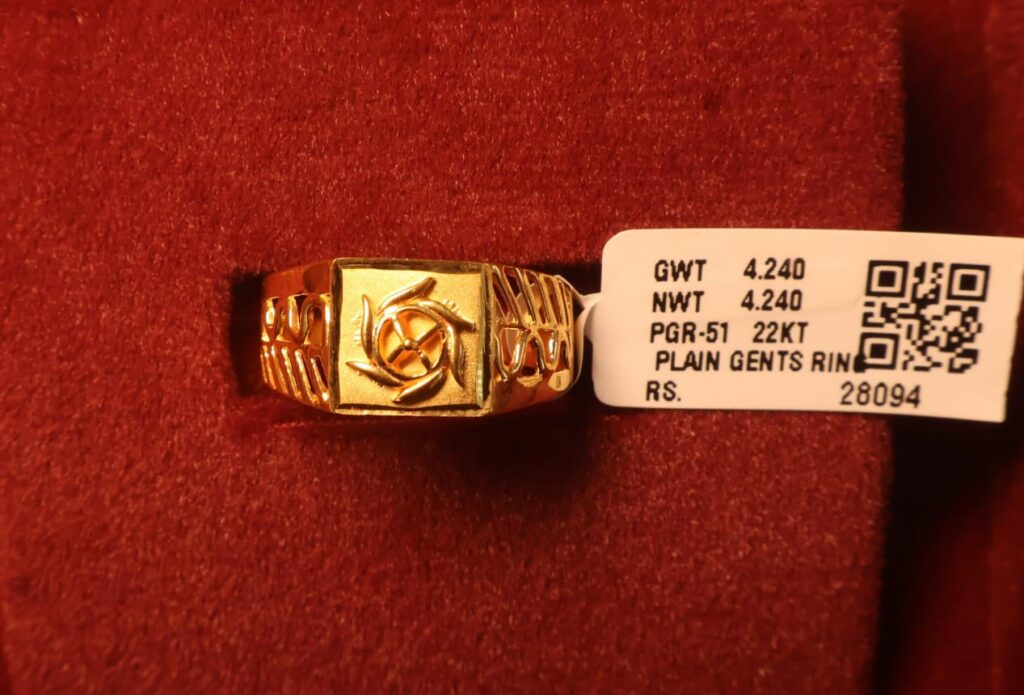 GWT 4.240
NWT 4.240
PGR-51 22KT
PLAIN GENTS RING
RS. 28094